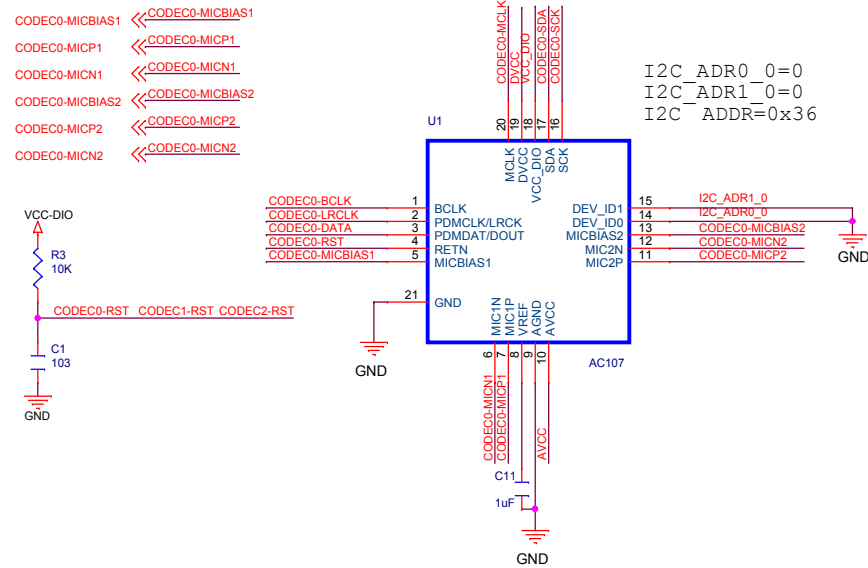 CODEC0-MICBIAS1 CODEC0-MICBIAS1
CODEC0-MICP1 CODEC0-MICP1
CODEC0-MICN1 CODEC0-MICN1
CODEC0-MICBIAS2 CODEC0-MICBIAS2
CODEC0-MICP2 CODEC0-MICP2
CODEC0-MICN2 CODEC0-MICN2
CODEC0-MCLK
DVCC
VCC_DIO
CODEC0-SDA
CODEC0-SCK
I2C_ADR0_0=0
I2C_ADR1_0=0
I2C_ADDR=0x36
U1
20 19 18 17 16
MCLK
DVCC
VCC_DIO
SDA
SCK
CODEC0-BCLK 1 BCLK
CODEC0-LRCLK 2 PDMCLK/LRCK
CODEC0-DATA 3 PDMDAT/DOUT
CODEC0-RST 4 RETN
CODEC0-MICBIAS1 5 MICBIAS1
21 GND
GND
DEV_ID1 15 I2C_ADR1_0
DEV_ID0 14 I2C_ADR0_0
MICBIAS2 13 CODEC0-MICBIAS2
MIC2N 12 CODEC0-MICN2
MIC2P 11 CODEC0-MICP2
GND
MIC1N
MIC1P
VREF
AGND
AVCC
6 7 8 9 10
AC107
CODEC0-MICN1
CODEC0-MICP1
AVCC
C11
1uF
GND
VCC-DIO
R3
10K
CODEC0-RST CODEC1-RST CODEC2-RST
C1
103
GND